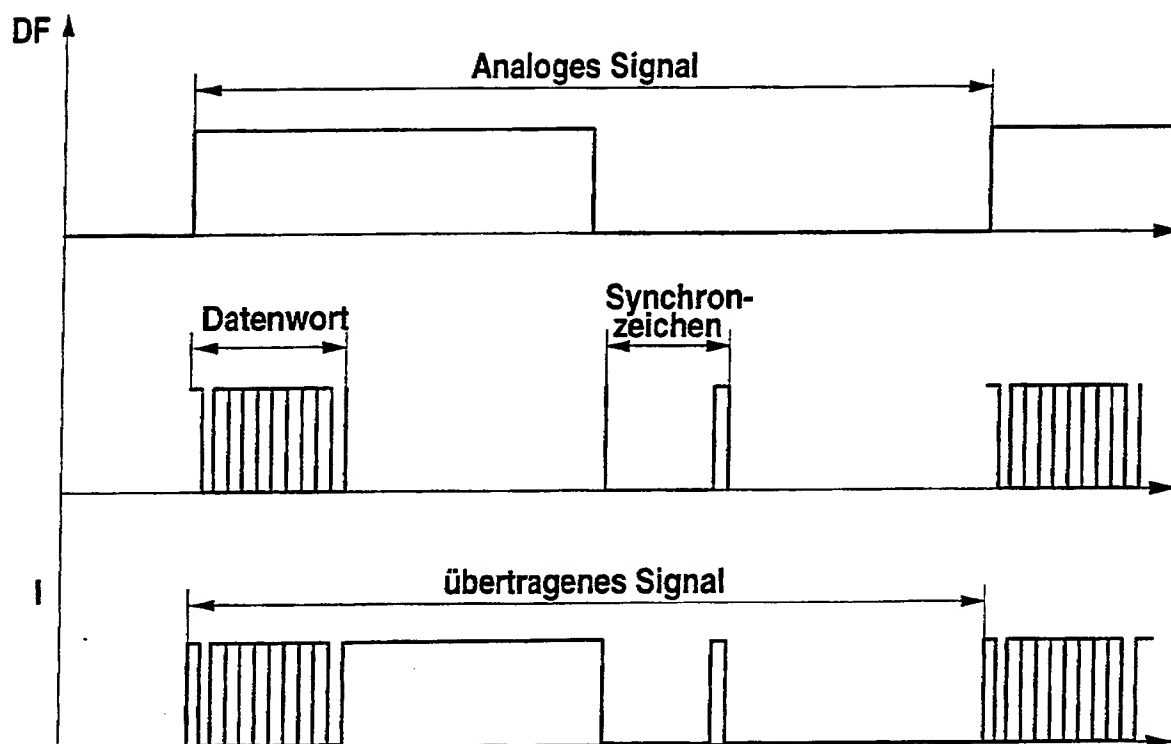 DF
Analoges Signal
Datenwort
Synchron-
zeichen
I
übertragenes Signal